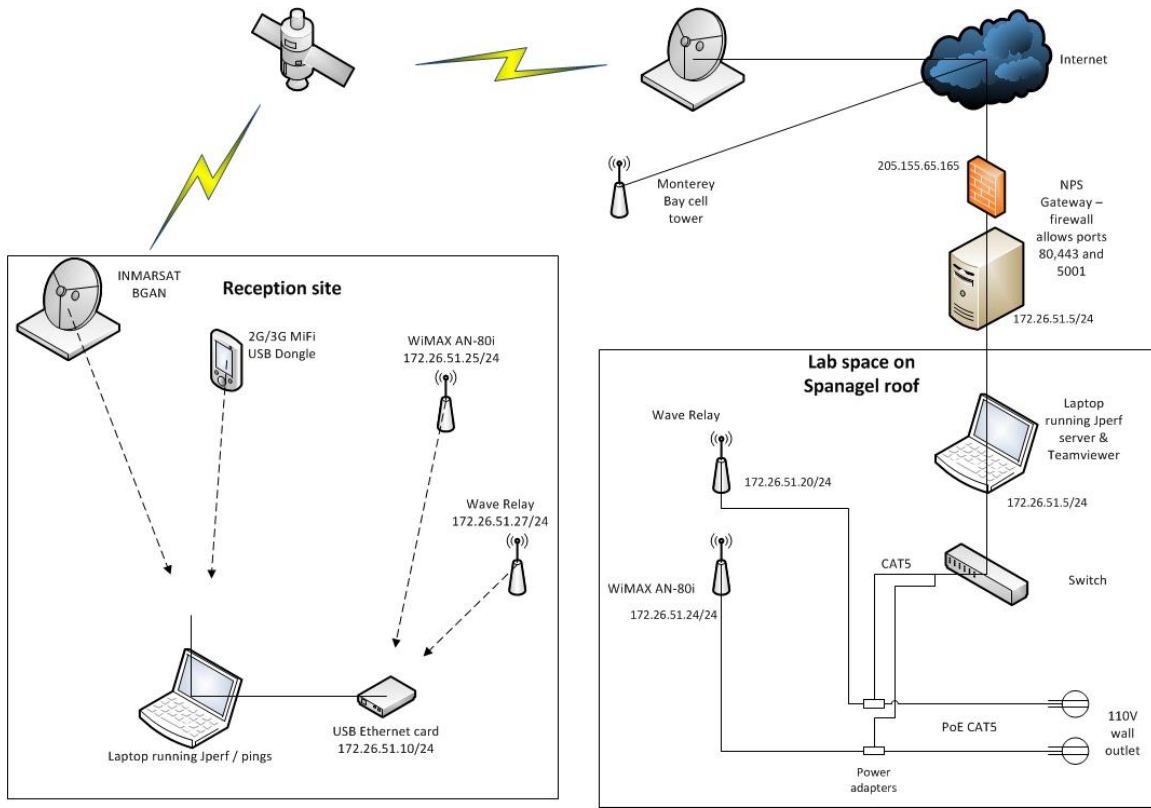 Internet
205.155.65.165
NPS
Gateway –
firewall
allows ports
80,443 and
5001
Monterey
Bay cell
tower
172.26.51.5/24
INMARSAT
BGAN
Reception site
2G/3G MiFi
USB Dongle
WiMAX AN-80i
172.26.51.25/24
Wave Relay
172.26.51.27/24
USB Ethernet card
172.26.51.10/24
Laptop running Jperf / pings
Lab space on
Spanagel roof
Wave Relay
172.26.51.20/24
Laptop
running Jperf
server &
Teamviewer
172.26.51.5/24
CAT5
Switch
WiMAX AN-80i
172.26.51.24/24
PoE CAT5
110V
wall
outlet
Power
adapters